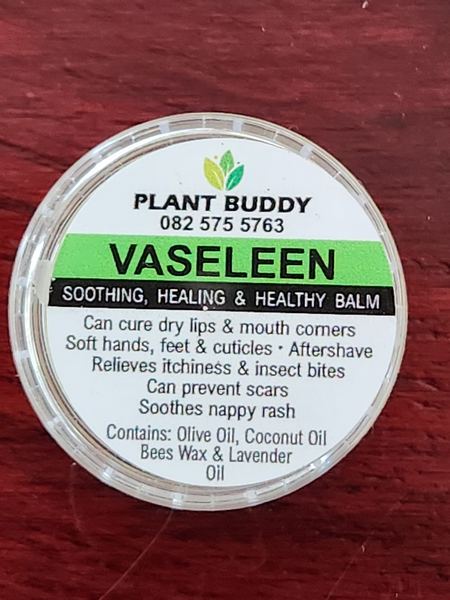 PLANT BUDDY
082 575 5763
VASELEEN
SOOTHING, HEALING & HEALTHY BALM
Can cure dry lips & mouth corners
Soft hands, feet & cuticles • Aftershave
Relieves itchiness & insect bites
Can prevent scars
Soothes nappy rash
Contains: Olive Oil, Coconut Oil
Bees Wax & Lavender
Oil